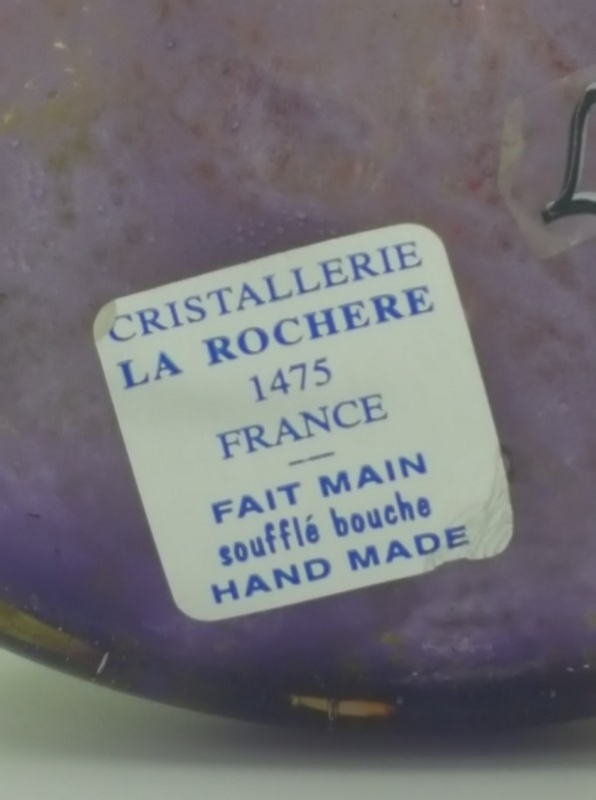 CRISTALLERIE
LA ROCHERE
1475
FRANCE
FAIT MAIN
soufflé bouche
HAND MADE